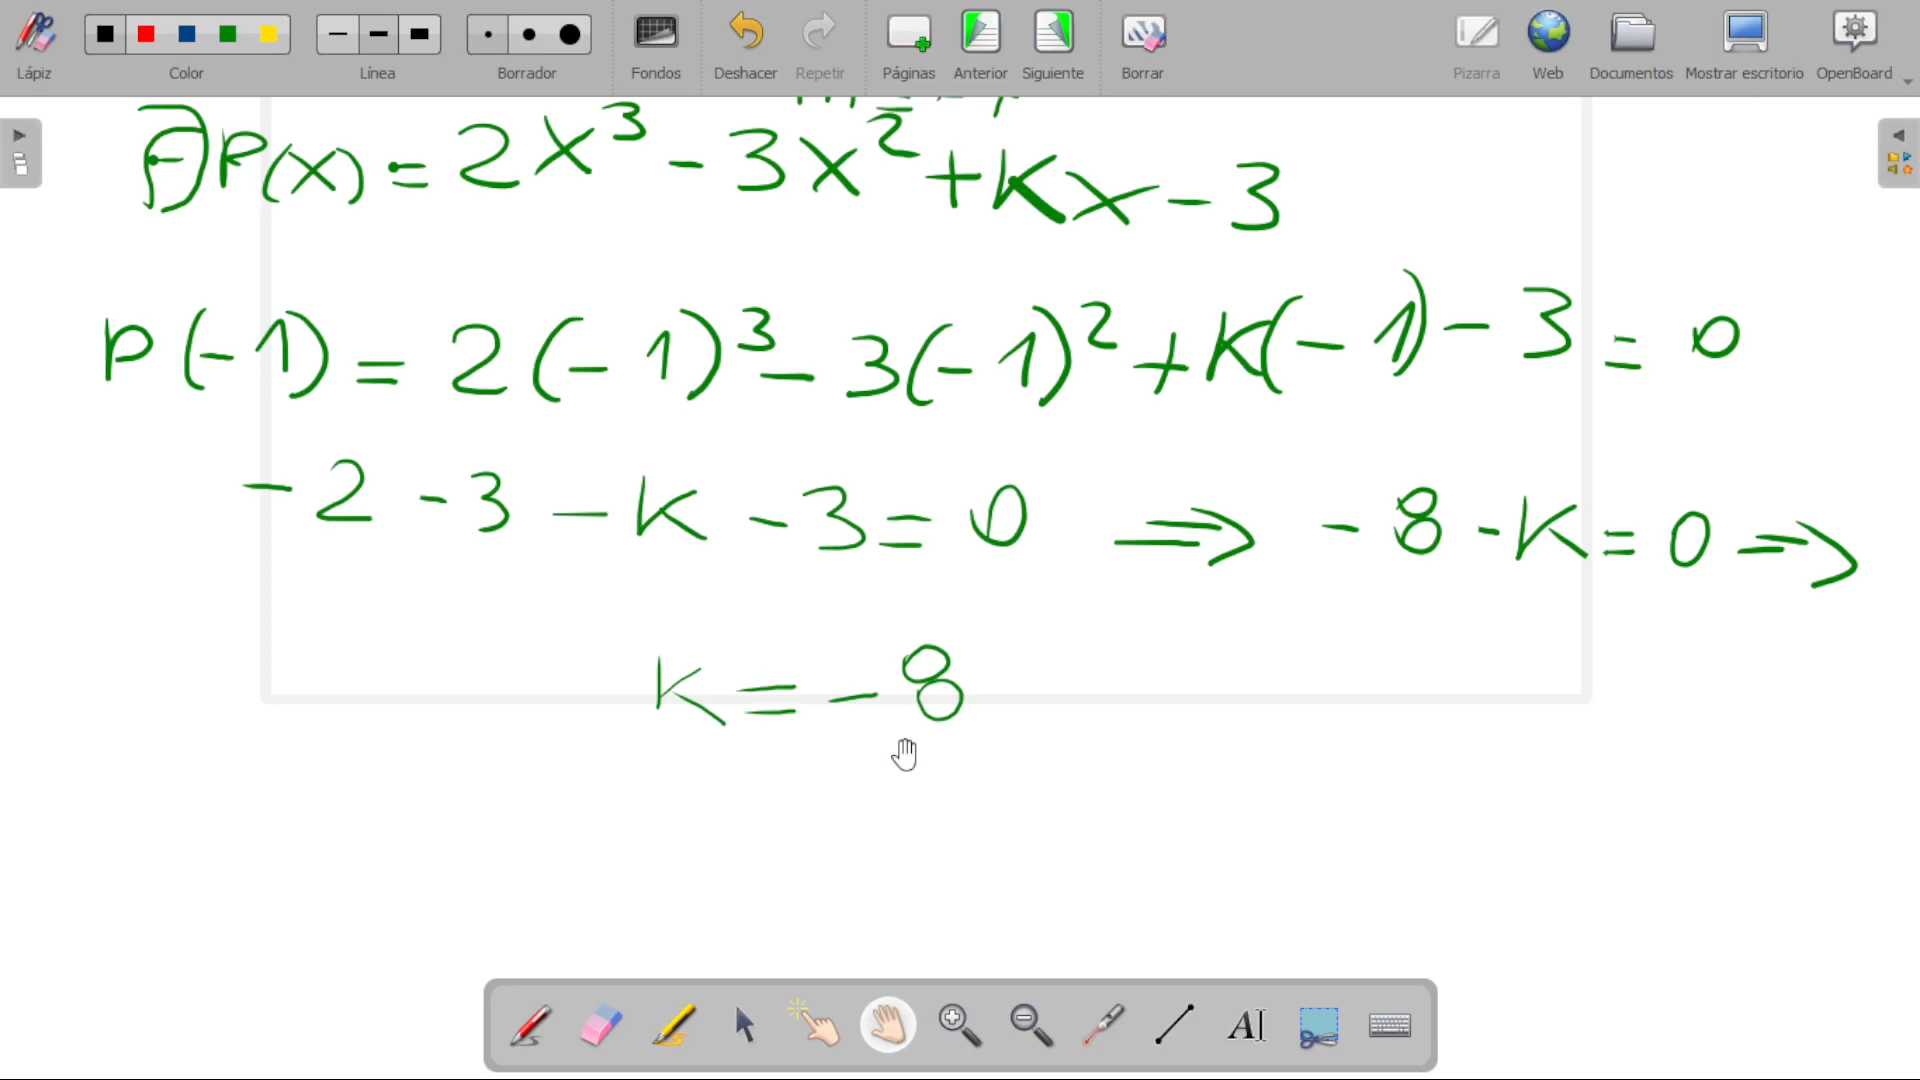 Lápiz Color Línea Borrador Fondos Deshacer Repetir Páginas Anterior Siguiente Borrar Pizarra Web Documentos Mostrar escritorio OpenBoard
F) P(x) = 2x³ - 3x² + Kx - 3
P(-1) = 2(-1)³ - 3(-1)² + K(-1) - 3 = 0
-2 - 3 - K - 3 = 0 ⟹ -8 - K = 0 ⟹
K = -8
AI